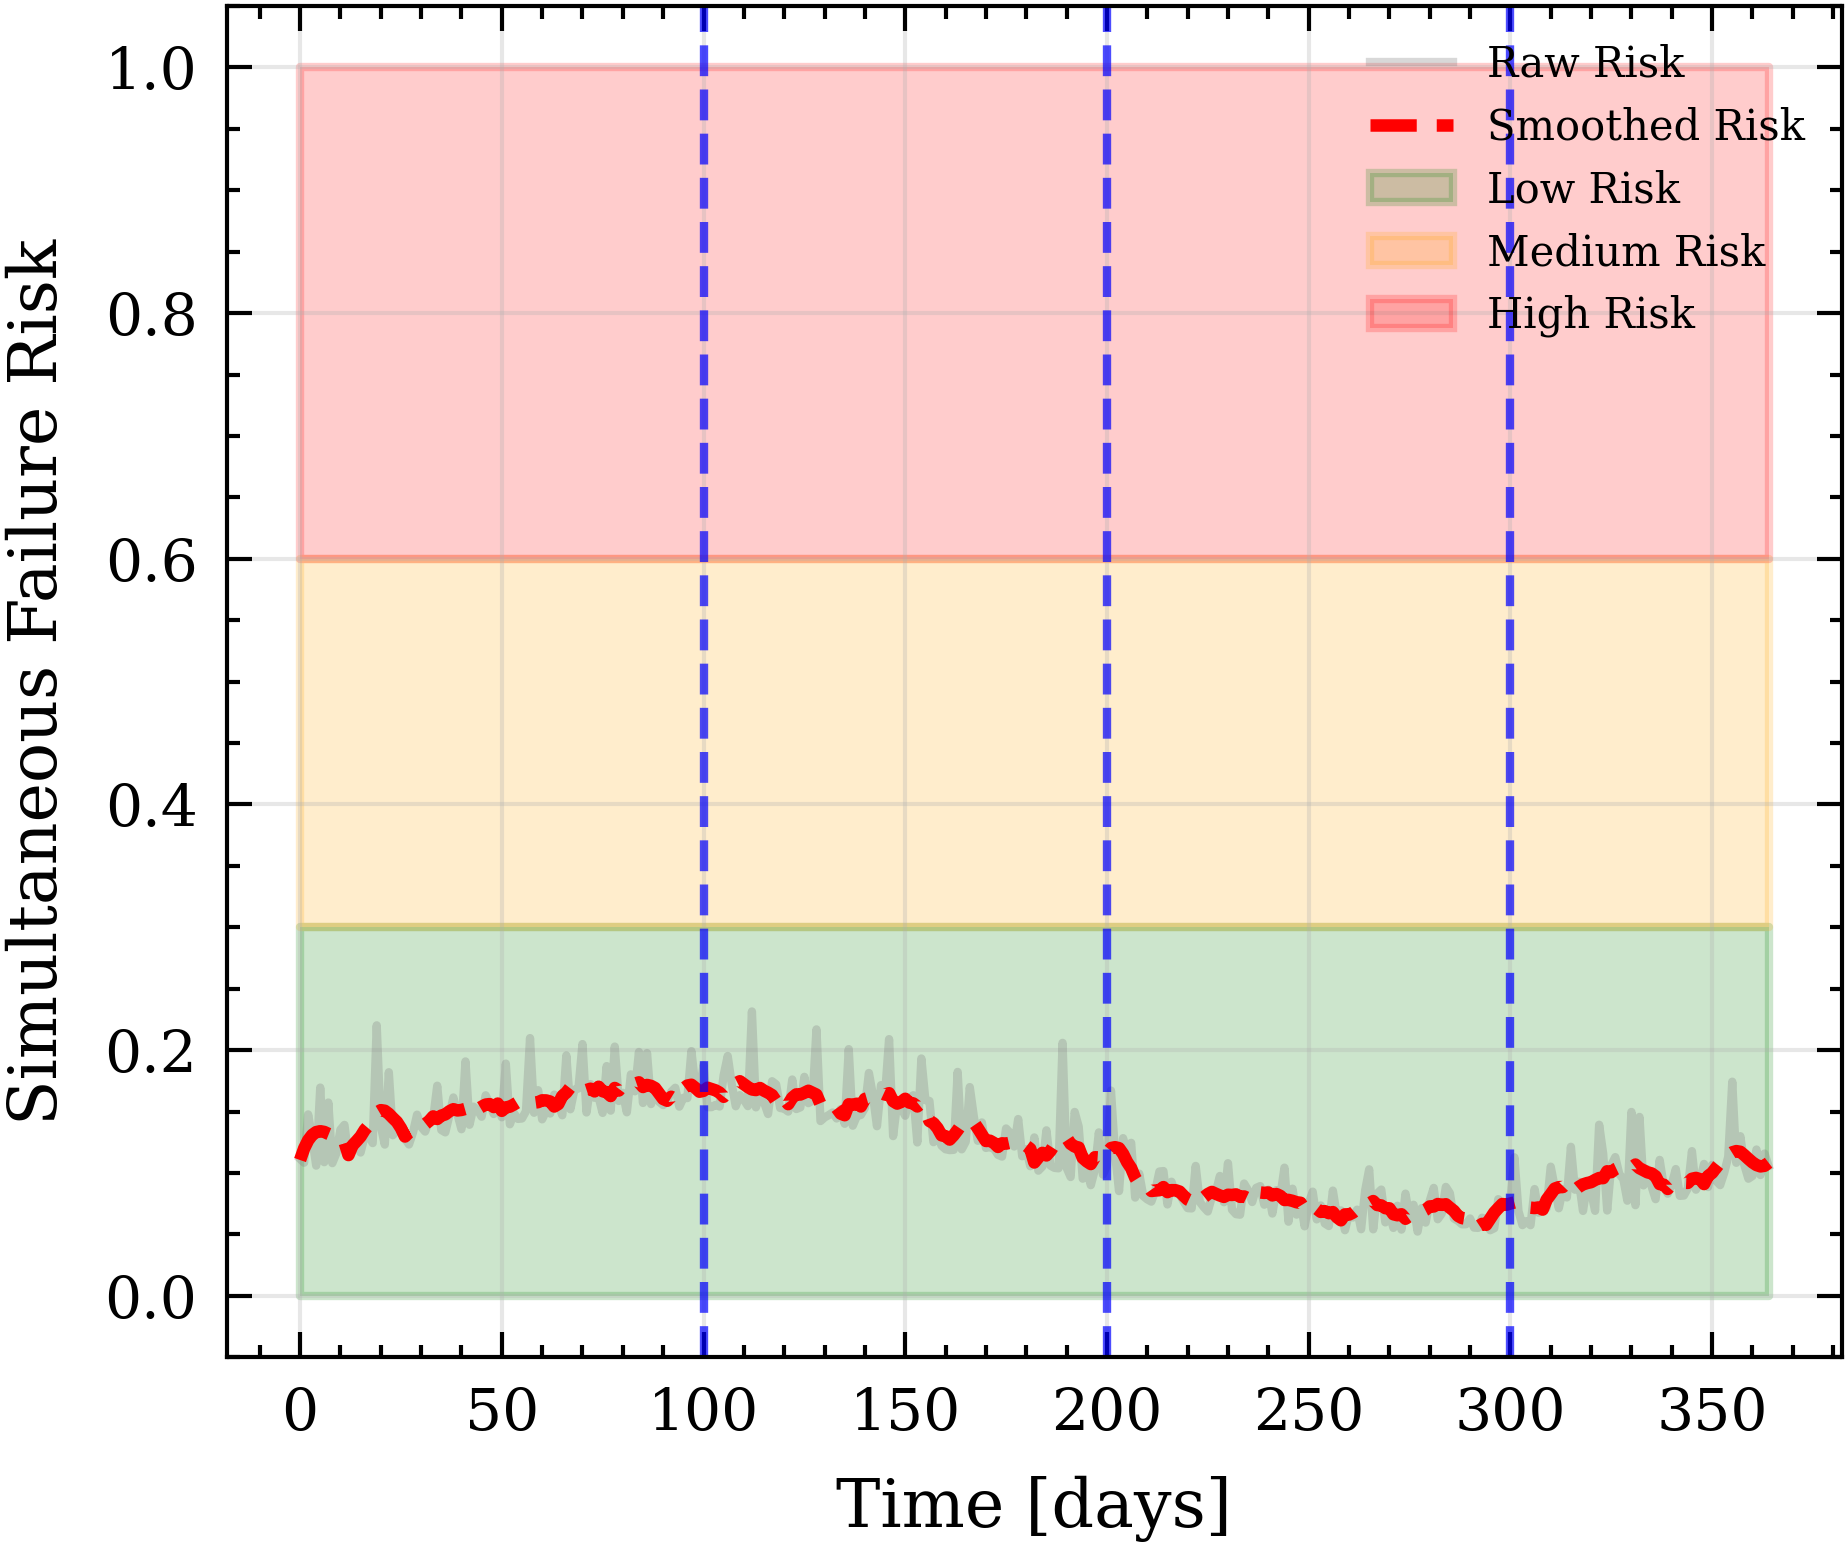 Simultaneous Failure Risk
1.0
0.8
0.6
0.4
0.2
0.0
Raw Risk
Smoothed Risk
Low Risk
Medium Risk
High Risk
0 50 100 150 200 250 300 350
Time [days]